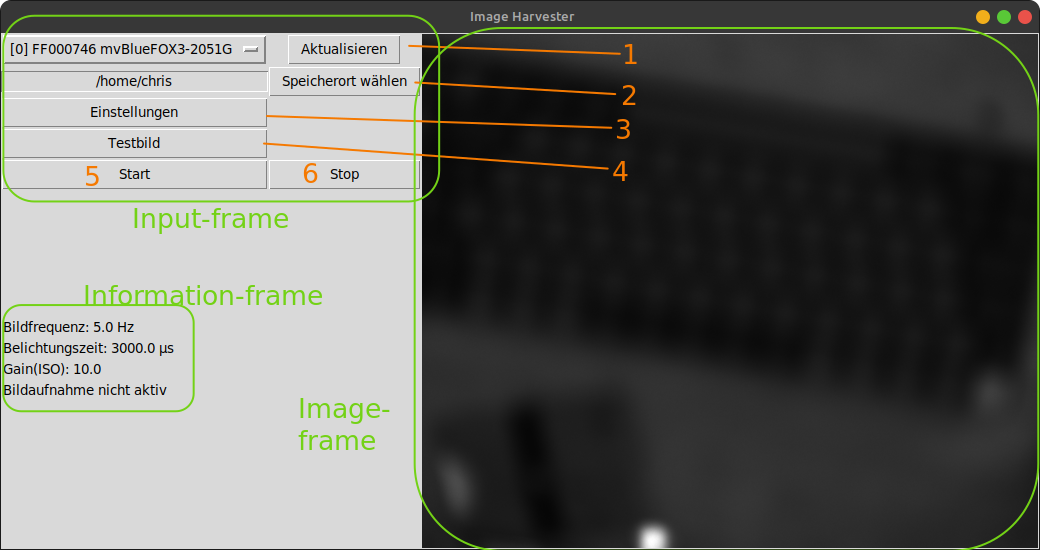 Image Harvester
[0] FF000746 mvBlueFOX3-2051G
Aktualisieren
1
/home/chris
Speicherort wählen
2
Einstellungen
3
Testbild
4
5 Start
6 Stop
Input-frame
Information-frame
Bildfrequenz: 5.0 Hz
Belichtungszeit: 3000.0 µs
Gain(ISO): 10.0
Bildaufnahme nicht aktiv
Image-
frame